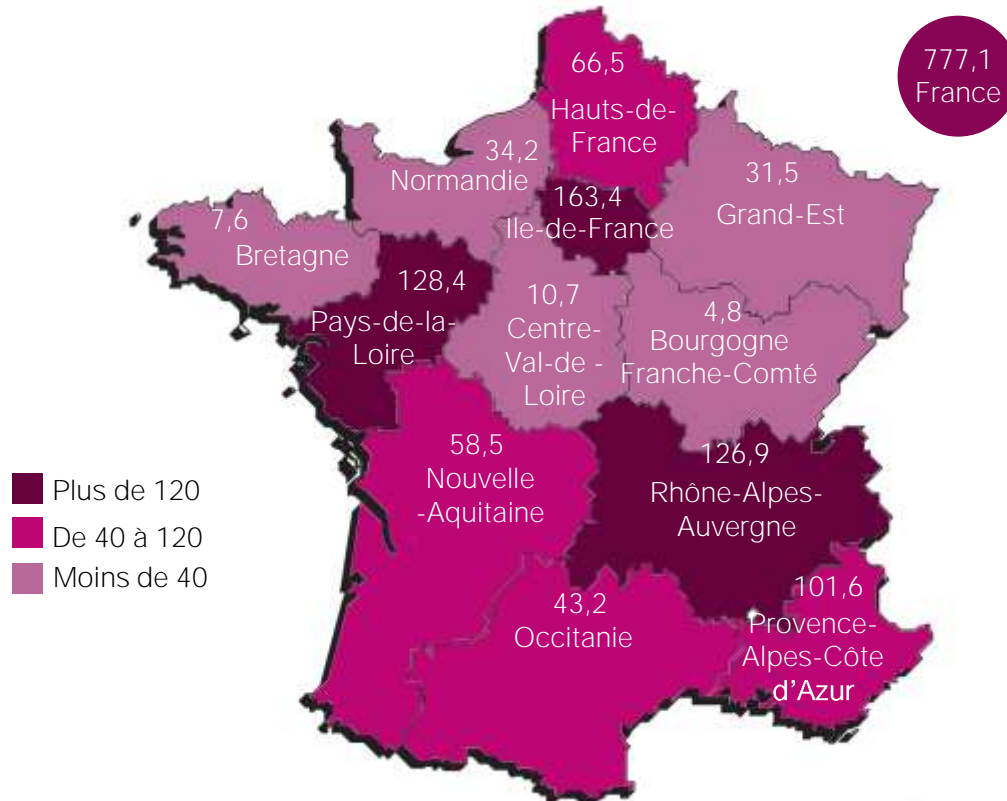 66,5
Hauts-de-
France
777,1
France
34,2
Normandie
163,4
Ile-de-France
31,5
Grand-Est
7,6
Bretagne
128,4
Pays-de-la-
Loire
10,7
Centre-
Val-de -
Loire
4,8
Bourgogne
Franche-Comté
58,5
Nouvelle
-Aquitaine
126,9
Rhône-Alpes-
Auvergne
43,2
Occitanie
101,6
Provence-
Alpes-Côte
d'Azur
Plus de 120
De 40 à 120
Moins de 40